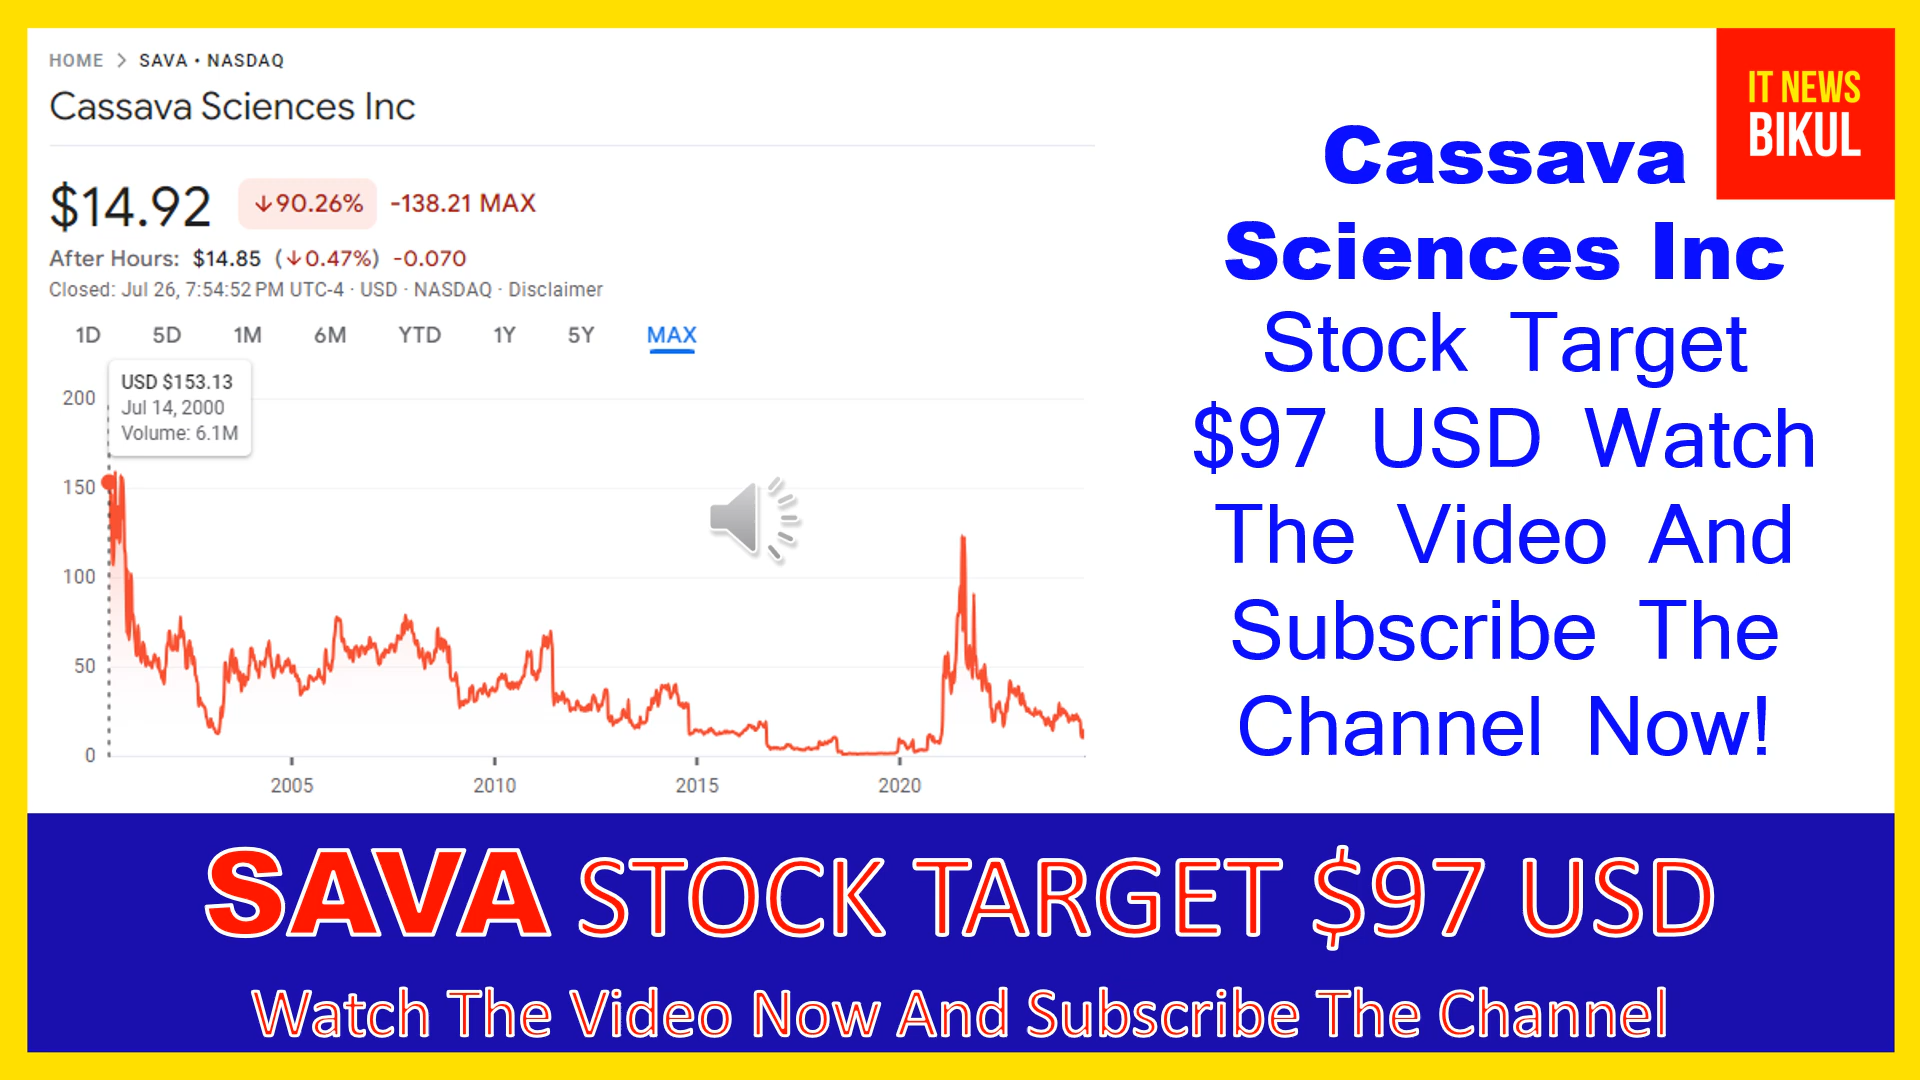 HOME > SAVA • NASDAQ
Cassava Sciences Inc
$14.92 ↓90.26% -138.21 MAX
After Hours: $14.85 (↓0.47%) -0.070
Closed: Jul 26, 7:54:52 PM UTC-4 · USD · NASDAQ · Disclaimer
1D 5D 1M 6M YTD 1Y 5Y MAX
USD $153.13
Jul 14, 2000
Volume: 6.1M
200
150
100
50
0
2005 2010 2015 2020
IT NEWS
BIKUL
Cassava
Sciences Inc
Stock Target
$97 USD Watch
The Video And
Subscribe The
Channel Now!
SAVA STOCK TARGET $97 USD
Watch The Video Now And Subscribe The Channel